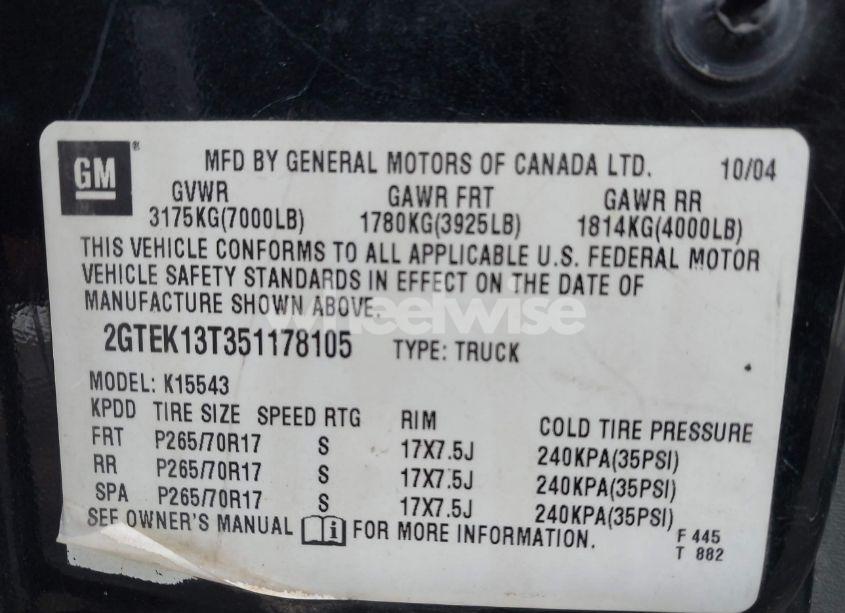 GM® MFD BY GENERAL MOTORS OF CANADA LTD. 10/04
GVWR GAWR FRT GAWR RR
3175KG(7000LB) 1780KG(3925LB) 1814KG(4000LB)
THIS VEHICLE CONFORMS TO ALL APPLICABLE U.S. FEDERAL MOTOR
VEHICLE SAFETY STANDARDS IN EFFECT ON THE DATE OF
MANUFACTURE SHOWN ABOVE.
wheelwise
2GTEK13T351178105 TYPE: TRUCK
MODEL: K15543
KPDD TIRE SIZE SPEED RTG RIM COLD TIRE PRESSURE
FRT P265/70R17 S 17X7.5J 240KPA(35PSI)
RR P265/70R17 S 17X7.5J 240KPA(35PSI)
SPA P265/70R17 S 17X7.5J 240KPA(35PSI)
SEE OWNER'S MANUAL i FOR MORE INFORMATION.
F 445
T 882